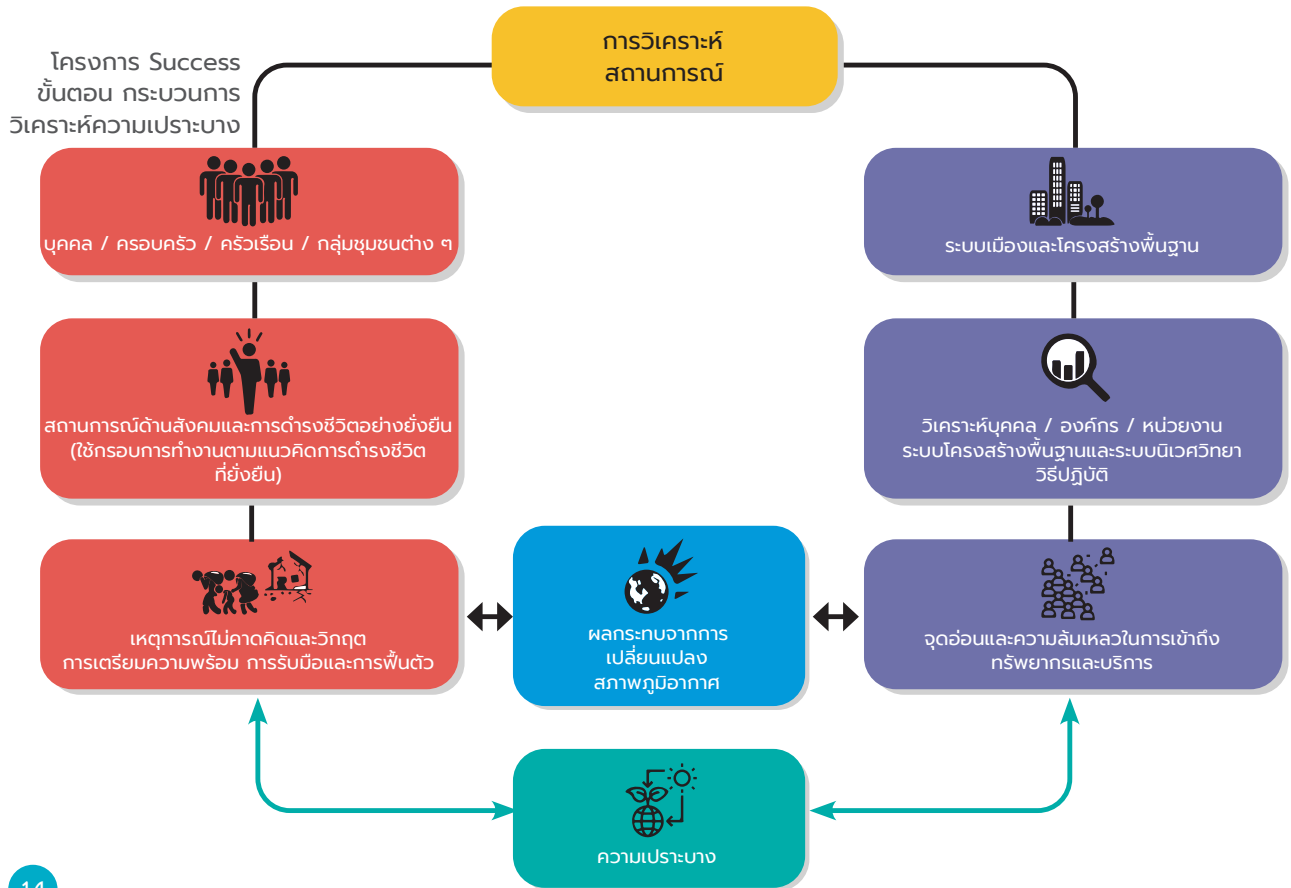 การวิเคราะห์
สถานการณ์
โครงการ Success
ขั้นตอน กระบวนการ
วิเคราะห์ความเปราะบาง
บุคคล / ครอบครัว / ครัวเรือน / กลุ่มชุมชนต่าง ๆ
ระบบเมืองและโครงสร้างพื้นฐาน
สถานการณ์ด้านสังคมและการดำรงชีวิตอย่างยั่งยืน
(ใช้กรอบการทำงานตามแนวคิดการดำรงชีวิต
ที่ยั่งยืน)
วิเคราะห์บุคคล / องค์กร / หน่วยงาน
ระบบโครงสร้างพื้นฐานและระบบนิเวศวิทยา
วิธีปฏิบัติ
เหตุการณ์ไม่คาดคิดและวิกฤต
การเตรียมความพร้อม การรับมือและการฟื้นตัว
ผลกระทบจากการ
เปลี่ยนแปลง
สภาพภูมิอากาศ
จุดอ่อนและความล้มเหลวในการเข้าถึง
ทรัพยากรและบริการ
ความเปราะบาง
14